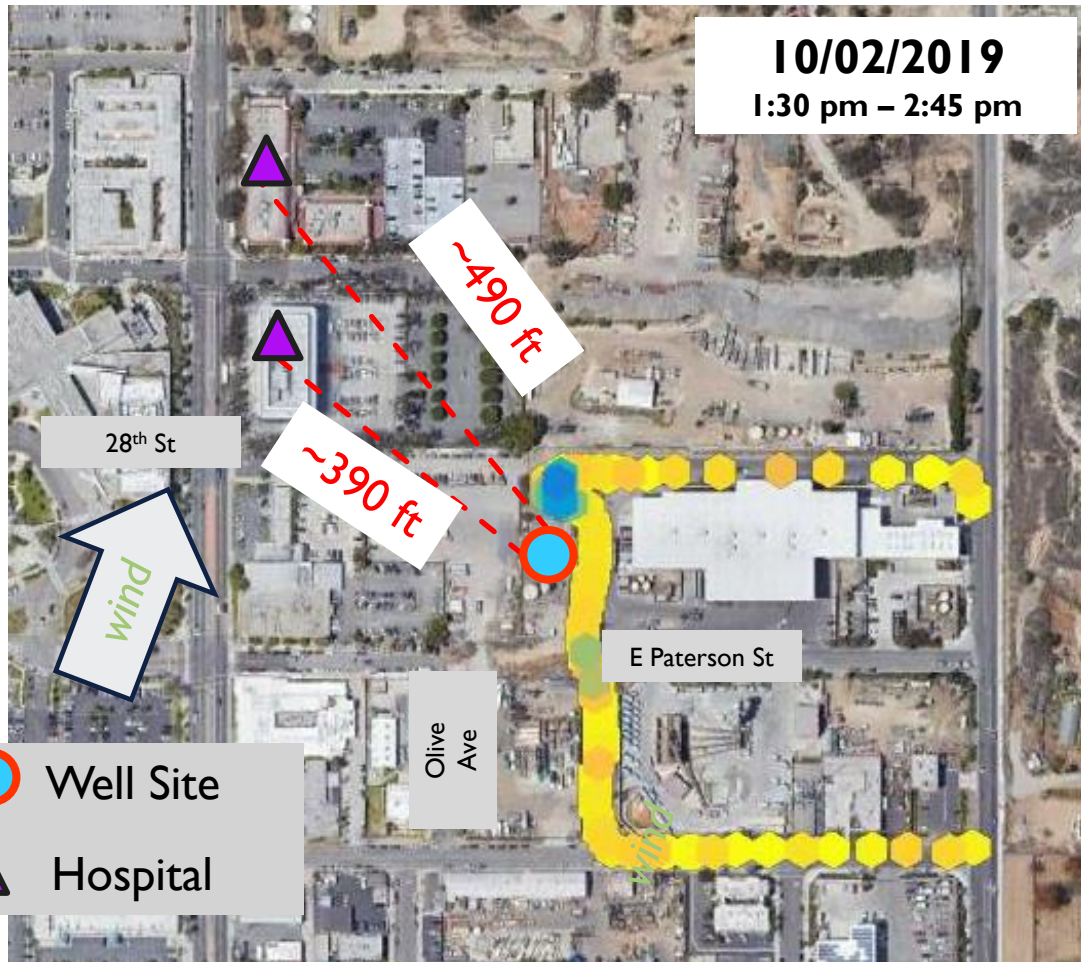 10/02/2019
1:30 pm – 2:45 pm
~490 ft
28th St
~390 ft
wind
E Paterson St
Olive
Ave
wind
Well Site
Hospital